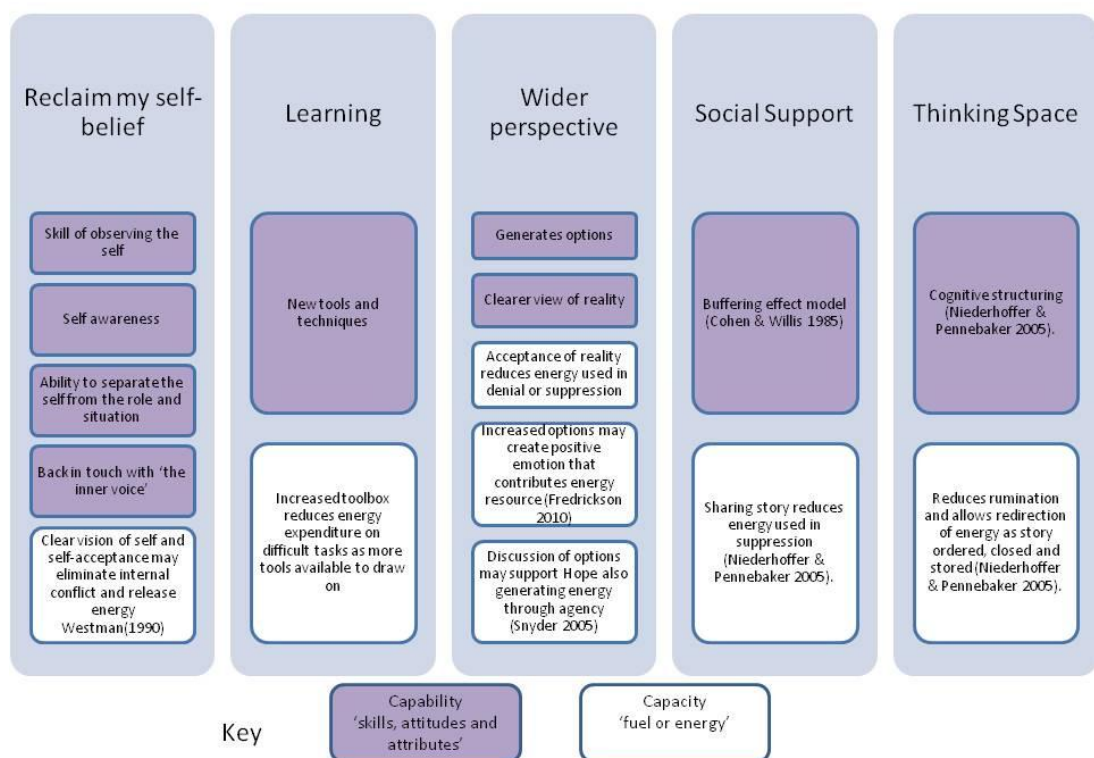 Reclaim my self-
belief
Skill of observing the
self
Self awareness
Ability to separate the
self from the role and
situation
Back in touch with ‘the
inner voice’
Clear vision of self and
self-acceptance may
eliminate internal
conflict and release
energy
Westman(1990)
Learning
New tools and
techniques
Increased toolbox
reduces energy
expenditure on
difficult tasks as more
tools available to draw
on
Wider
perspective
Generates options
Clearer view of reality
Acceptance of reality
reduces energy used in
denial or suppression
Increased options may
create positive
emotion that
contributes energy
resource (Fredrickson
2010)
Discussion of options
may support Hope also
generating energy
through agency
(Snyder 2005)
Social Support
Buffering effect model
(Cohen & Willis 1985)
Sharing story reduces
energy used in
suppression
(Niederhoffer &
Pennebaker 2005).
Thinking Space
Cognitive structuring
(Niederhoffer &
Pennebaker 2005).
Reduces rumination
and allows redirection
of energy as story
ordered, closed and
stored (Niederhoffer
& Pennebaker 2005).
Key
Capability
‘skills, attitudes and
attributes’
Capacity
‘fuel or energy’